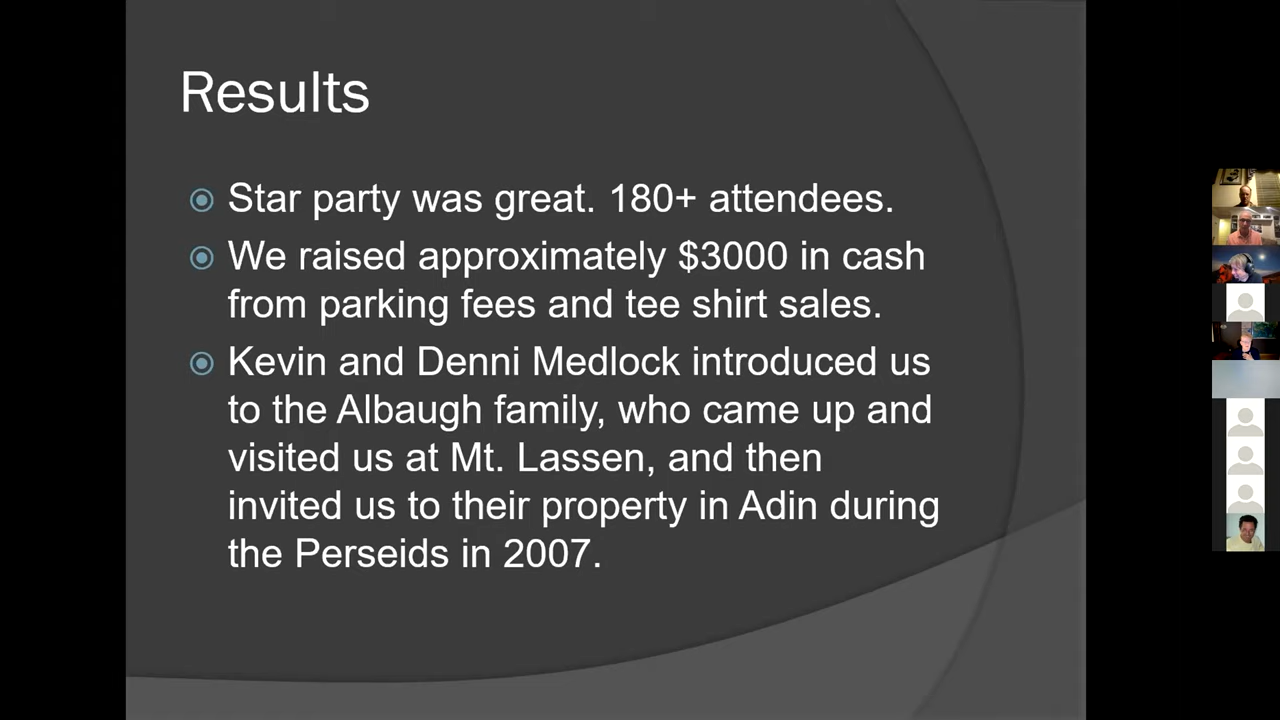 Results
Star party was great. 180+ attendees.
We raised approximately $3000 in cash
from parking fees and tee shirt sales.
Kevin and Denni Medlock introduced us
to the Albaugh family, who came up and
visited us at Mt. Lassen, and then
invited us to their property in Adin during
the Perseids in 2007.